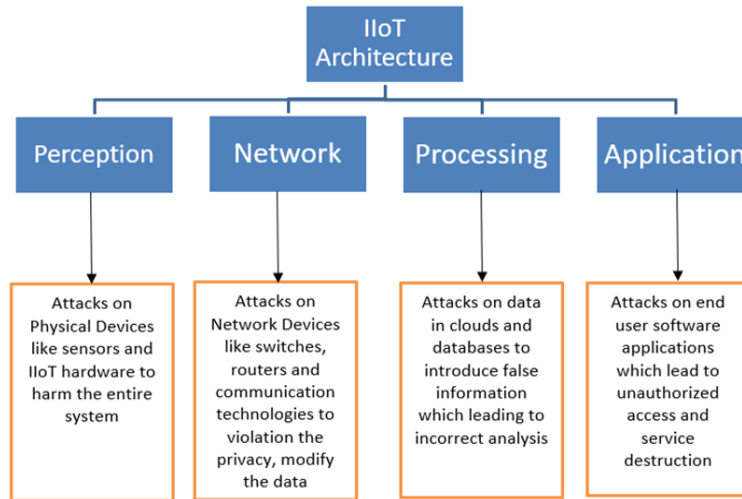 IIoT
Architecture
Perception
Network
Processing
Application
Attacks on
Physical Devices
like sensors and
IIoT hardware to
harm the entire
system
Attacks on
Network Devices
like switches,
routers and
communication
technologies to
violation the
privacy, modify
the data
Attacks on data
in clouds and
databases to
introduce false
information
which leading to
incorrect analysis
Attacks on end
user software
applications
which lead to
unauthorized
access and
service
destruction